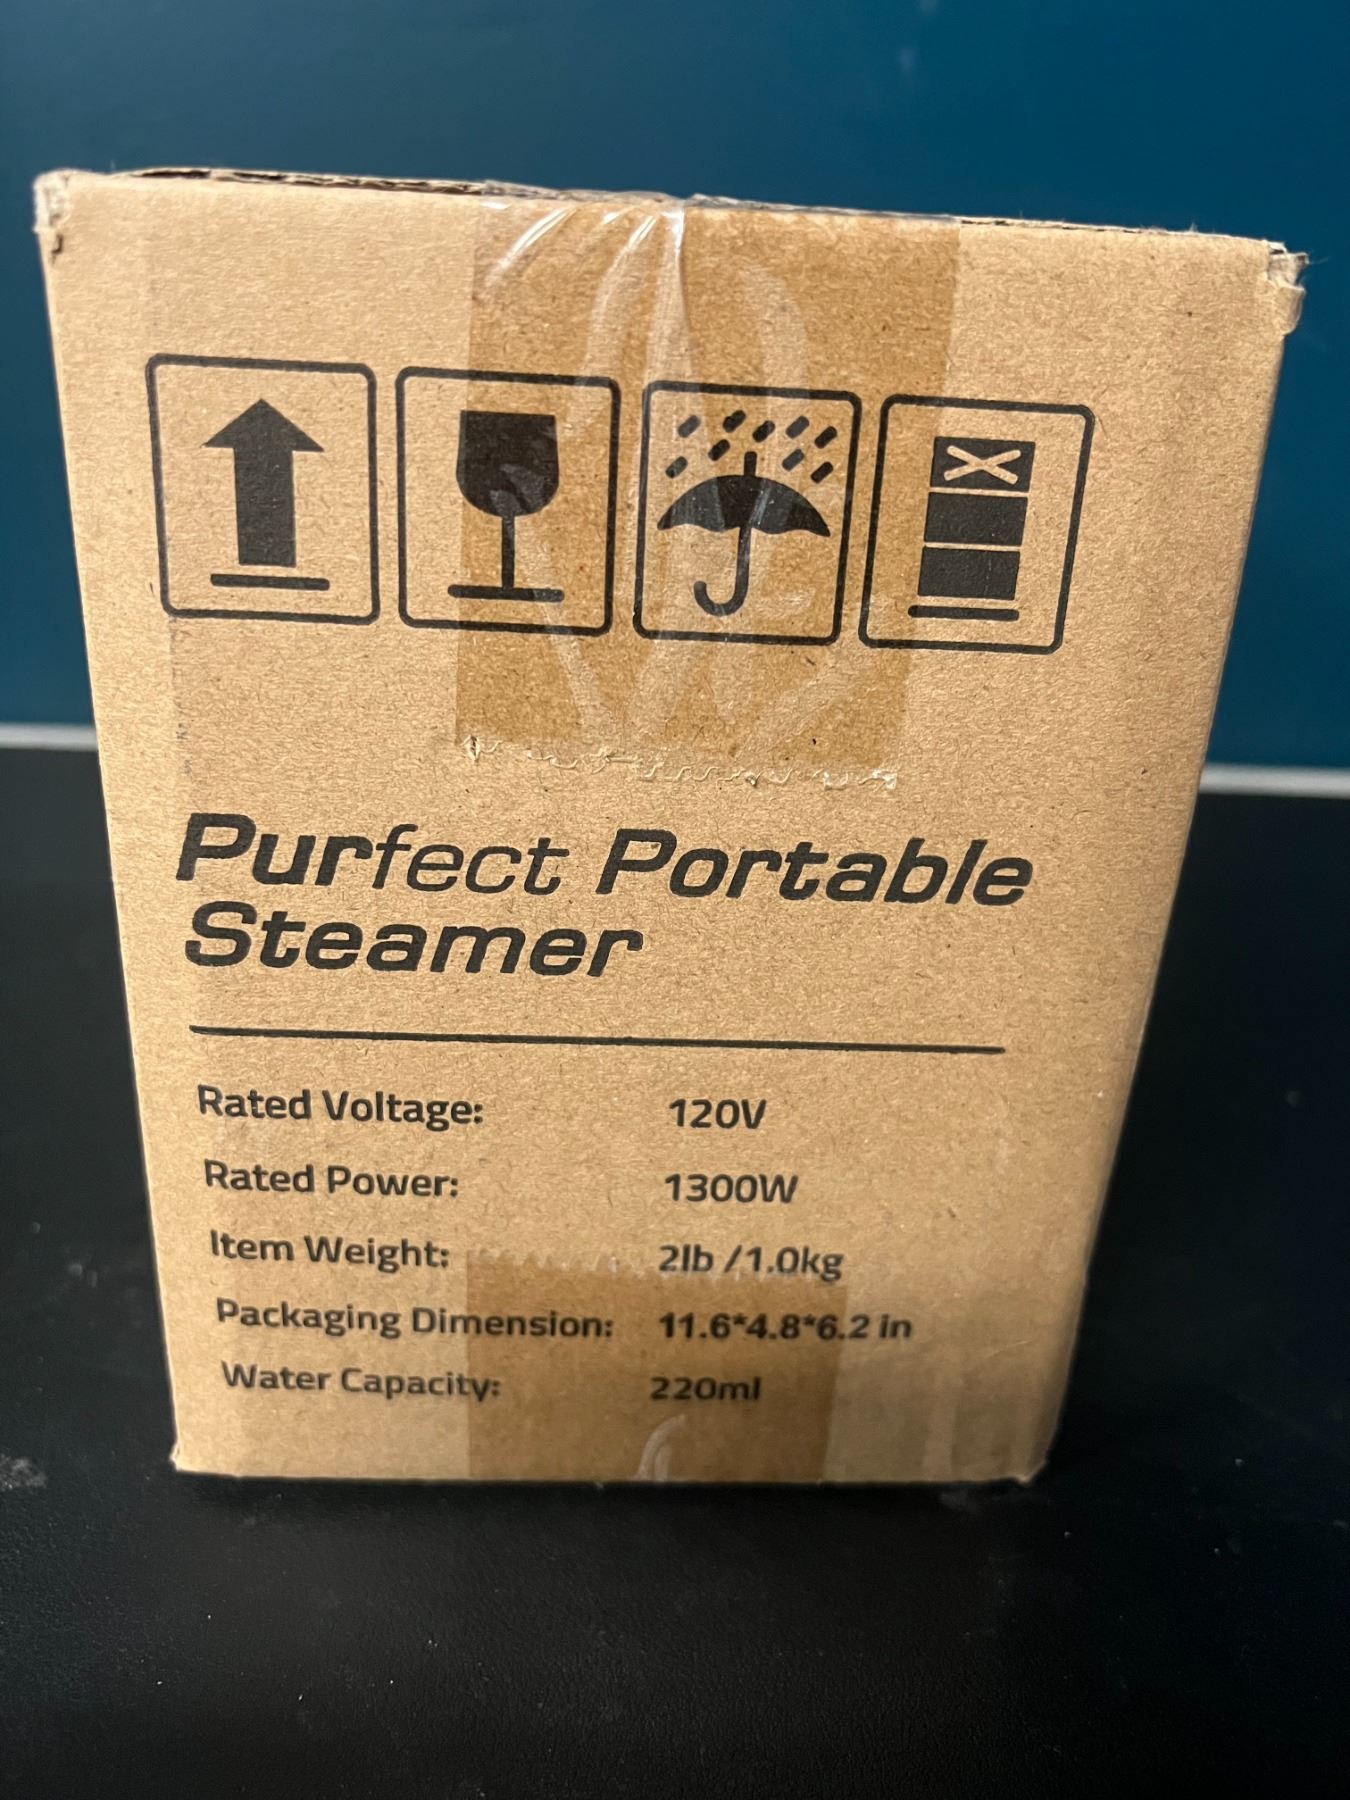 Purfect Portable
Steamer
Rated Voltage: 120V
Rated Power: 1300W
Item Weight: 2lb /1.0kg
Packaging Dimension: 11.6*4.8*6.2 in
Water Capacity: 220ml